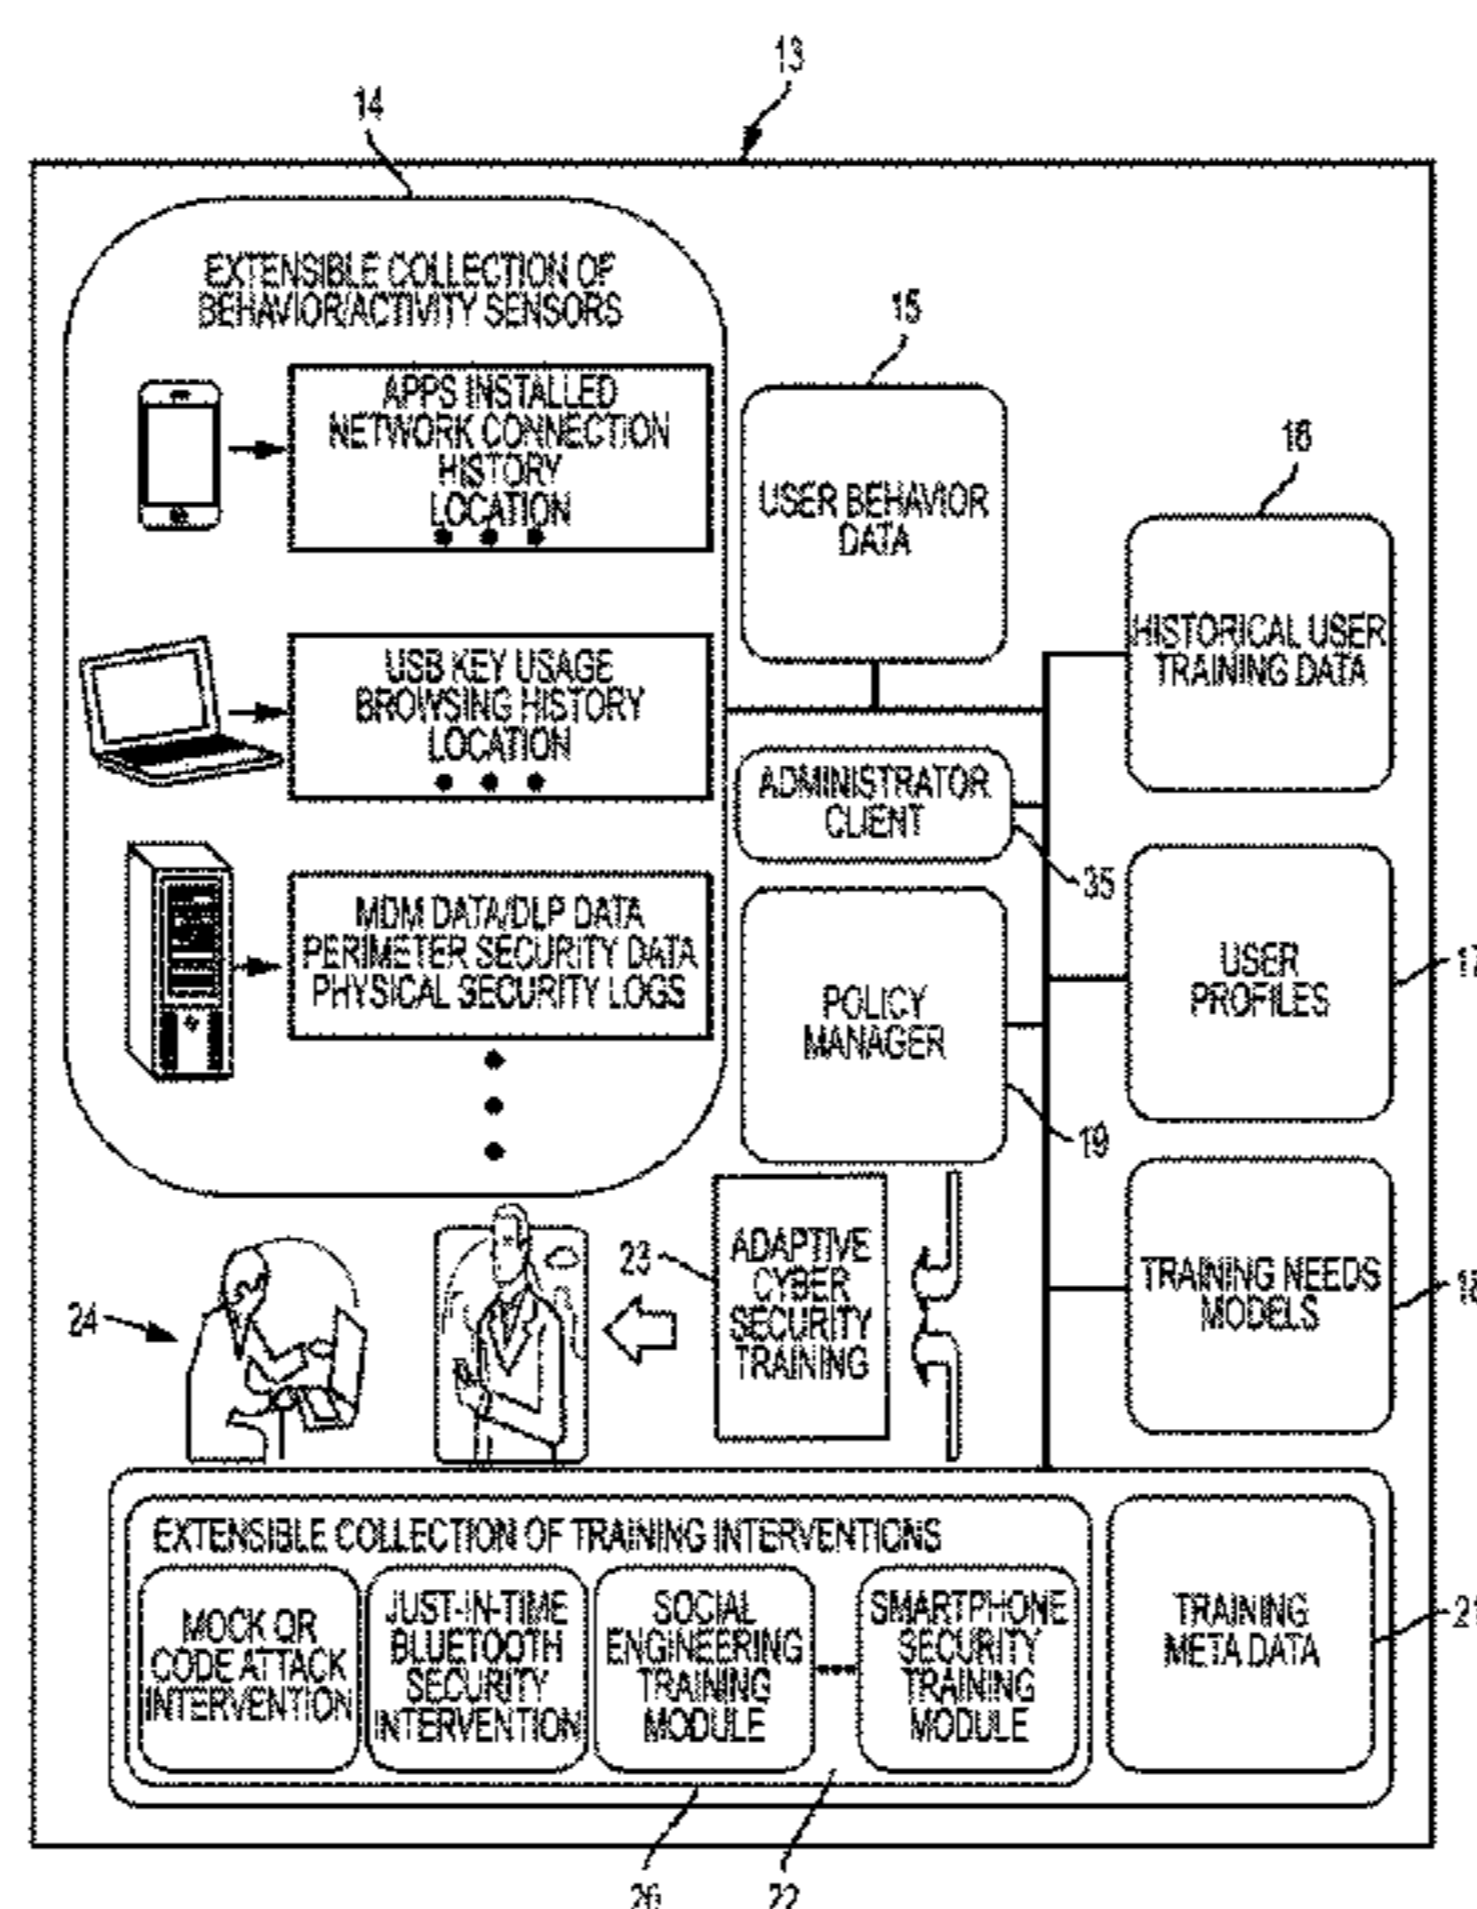 13
14
EXTENSIBLE COLLECTION OF
BEHAVIOR/ACTIVITY SENSORS
APPS INSTALLED
NETWORK CONNECTION
HISTORY
LOCATION
USB KEY USAGE
BROWSING HISTORY
LOCATION
MDM DATA/DLP DATA
PERIMETER SECURITY DATA
PHYSICAL SECURITY LOGS
15
USER BEHAVIOR
DATA
16
HISTORICAL USER
TRAINING DATA
ADMINISTRATOR
CLIENT
35
USER
PROFILES
17
POLICY
MANAGER
19
TRAINING NEEDS
MODELS
18
23
ADAPTIVE
CYBER
SECURITY
TRAINING
24
EXTENSIBLE COLLECTION OF TRAINING INTERVENTIONS
MOCK QR
CODE ATTACK
INTERVENTION
JUST-IN-TIME
BLUETOOTH
SECURITY
INTERVENTION
SOCIAL
ENGINEERING
TRAINING
MODULE
SMARTPHONE
SECURITY
TRAINING
MODULE
TRAINING
META DATA
21
20
22